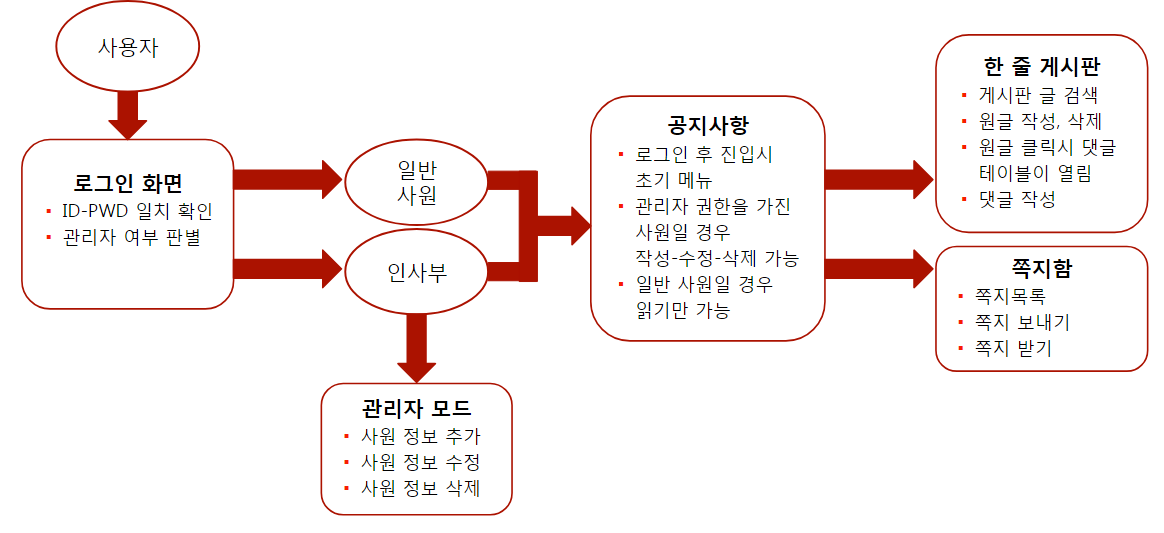 사용자
로그인 화면
▪ ID-PWD 일치 확인
▪ 관리자 여부 판별
일반
사원
인사부
관리자 모드
▪ 사원 정보 추가
▪ 사원 정보 수정
▪ 사원 정보 삭제
공지사항
▪ 로그인 후 진입시
초기 메뉴
▪ 관리자 권한을 가진
사원일 경우
작성-수정-삭제 가능
▪ 일반 사원일 경우
읽기만 가능
한 줄 게시판
▪ 게시판 글 검색
▪ 원글 작성, 삭제
▪ 원글 클릭시 댓글
테이블이 열림
▪ 댓글 작성
쪽지함
▪ 쪽지목록
▪ 쪽지 보내기
▪ 쪽지 받기